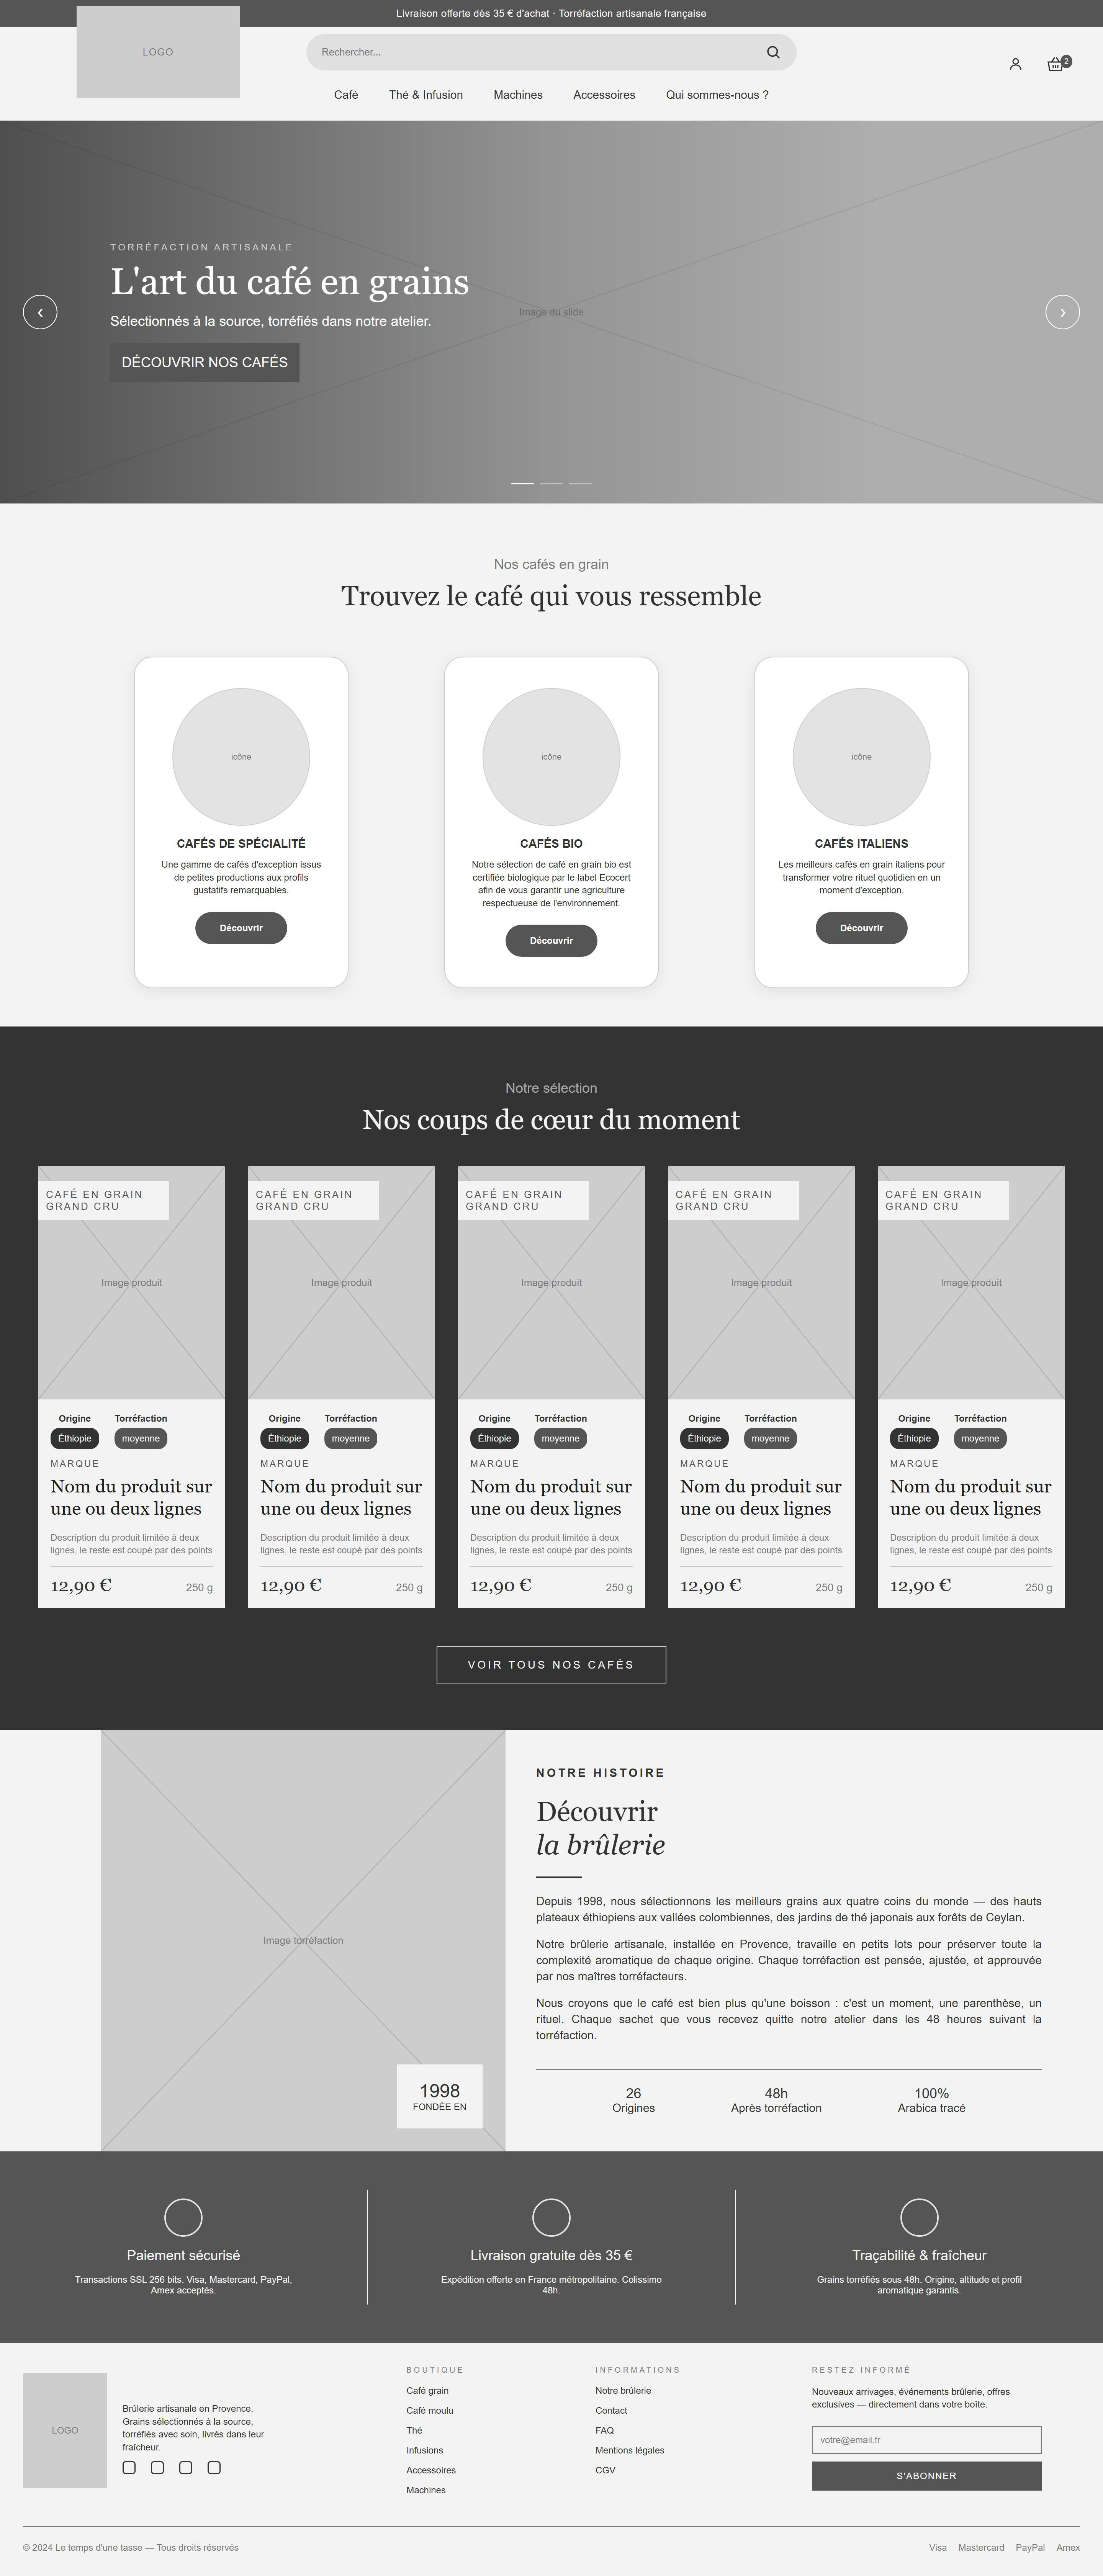 Livraison offerte dès 35 € d'achat · Torréfaction artisanale française
LOGO
Rechercher...
2
Café
Thé & Infusion
Machines
Accessoires
Qui sommes-nous ?
TORRÉFACTION ARTISANALE
L'art du café en grains
Sélectionnés à la source, torréfiés dans notre atelier.
DÉCOUVRIR NOS CAFÉS
Image du slide
‹
›
Nos cafés en grain
Trouvez le café qui vous ressemble
icône
CAFÉS DE SPÉCIALITÉ
Une gamme de cafés d'exception issus
de petites productions aux profils
gustatifs remarquables.
Découvrir
icône
CAFÉS BIO
Notre sélection de café en grain bio est
certifiée biologique par le label Ecocert
afin de vous garantir une agriculture
respectueuse de l'environnement.
Découvrir
icône
CAFÉS ITALIENS
Les meilleurs cafés en grain italiens pour
transformer votre rituel quotidien en un
moment d'exception.
Découvrir
Notre sélection
Nos coups de cœur du moment
CAFÉ EN GRAIN
GRAND CRU
Image produit
Origine
Torréfaction
Éthiopie
moyenne
MARQUE
Nom du produit sur
une ou deux lignes
Description du produit limitée à deux
lignes, le reste est coupé par des points
12,90 €
250 g
CAFÉ EN GRAIN
GRAND CRU
Image produit
Origine
Torréfaction
Éthiopie
moyenne
MARQUE
Nom du produit sur
une ou deux lignes
Description du produit limitée à deux
lignes, le reste est coupé par des points
12,90 €
250 g
CAFÉ EN GRAIN
GRAND CRU
Image produit
Origine
Torréfaction
Éthiopie
moyenne
MARQUE
Nom du produit sur
une ou deux lignes
Description du produit limitée à deux
lignes, le reste est coupé par des points
12,90 €
250 g
CAFÉ EN GRAIN
GRAND CRU
Image produit
Origine
Torréfaction
Éthiopie
moyenne
MARQUE
Nom du produit sur
une ou deux lignes
Description du produit limitée à deux
lignes, le reste est coupé par des points
12,90 €
250 g
CAFÉ EN GRAIN
GRAND CRU
Image produit
Origine
Torréfaction
Éthiopie
moyenne
MARQUE
Nom du produit sur
une ou deux lignes
Description du produit limitée à deux
lignes, le reste est coupé par des points
12,90 €
250 g
VOIR TOUS NOS CAFÉS
Image torréfaction
1998
FONDÉE EN
NOTRE HISTOIRE
Découvrir
la brûlerie
Depuis 1998, nous sélectionnons les meilleurs grains aux quatre coins du monde — des hauts
plateaux éthiopiens aux vallées colombiennes, des jardins de thé japonais aux forêts de Ceylan.
Notre brûlerie artisanale, installée en Provence, travaille en petits lots pour préserver toute la
complexité aromatique de chaque origine. Chaque torréfaction est pensée, ajustée, et approuvée
par nos maîtres torréfacteurs.
Nous croyons que le café est bien plus qu'une boisson : c'est un moment, une parenthèse, un
rituel. Chaque sachet que vous recevez quitte notre atelier dans les 48 heures suivant la
torréfaction.
26
Origines
48h
Après torréfaction
100%
Arabica tracé
Paiement sécurisé
Transactions SSL 256 bits. Visa, Mastercard, PayPal,
Amex acceptés.
Livraison gratuite dès 35 €
Expédition offerte en France métropolitaine. Colissimo
48h.
Traçabilité & fraîcheur
Grains torréfiés sous 48h. Origine, altitude et profil
aromatique garantis.
LOGO
Brûlerie artisanale en Provence.
Grains sélectionnés à la source,
torréfiés avec soin, livrés dans leur
fraîcheur.
BOUTIQUE
Café grain
Café moulu
Thé
Infusions
Accessoires
Machines
INFORMATIONS
Notre brûlerie
Contact
FAQ
Mentions légales
CGV
RESTEZ INFORMÉ
Nouveaux arrivages, événements brûlerie, offres
exclusives — directement dans votre boîte.
votre@email.fr
S'ABONNER
© 2024 Le temps d'une tasse — Tous droits réservés
Visa
Mastercard
PayPal
Amex